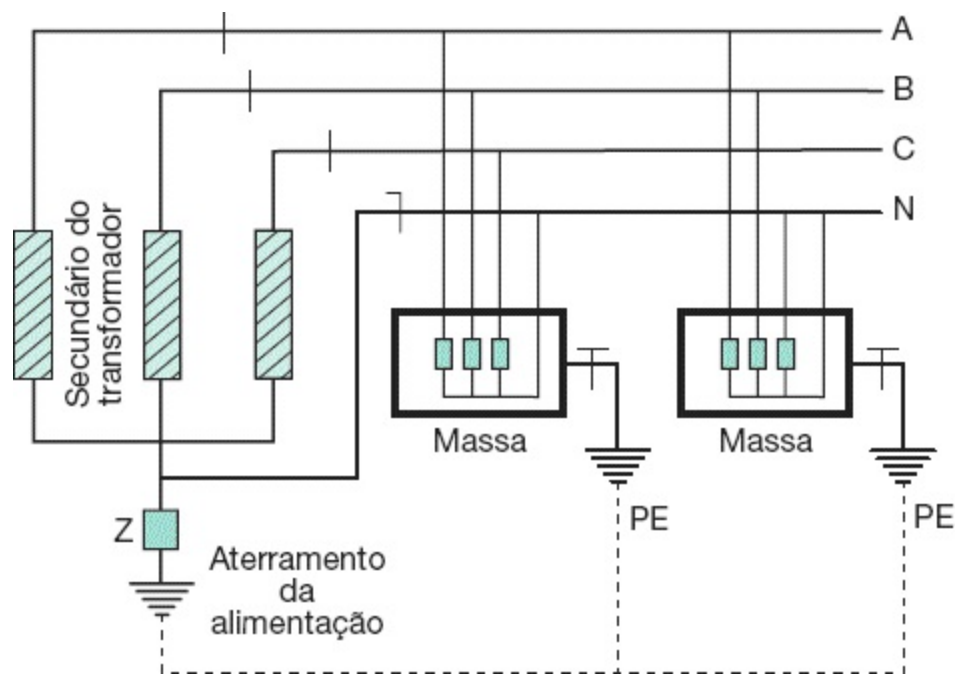 A
B
C
N
Secundário do
transformador
Massa
Massa
PE
PE
Z
Aterramento
da
alimentação